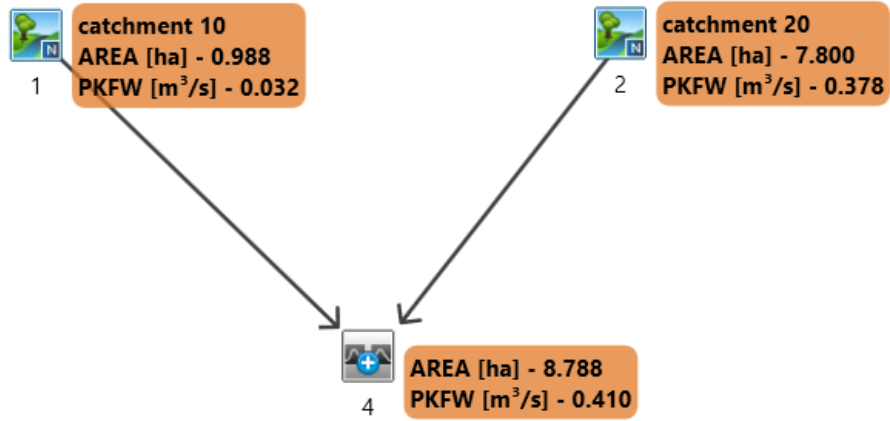 catchment 10
AREA [ha] - 0.988
PKFW [m³/s] - 0.032
N
1
catchment 20
AREA [ha] - 7.800
PKFW [m³/s] - 0.378
N
2
AREA [ha] - 8.788
PKFW [m³/s] - 0.410
4